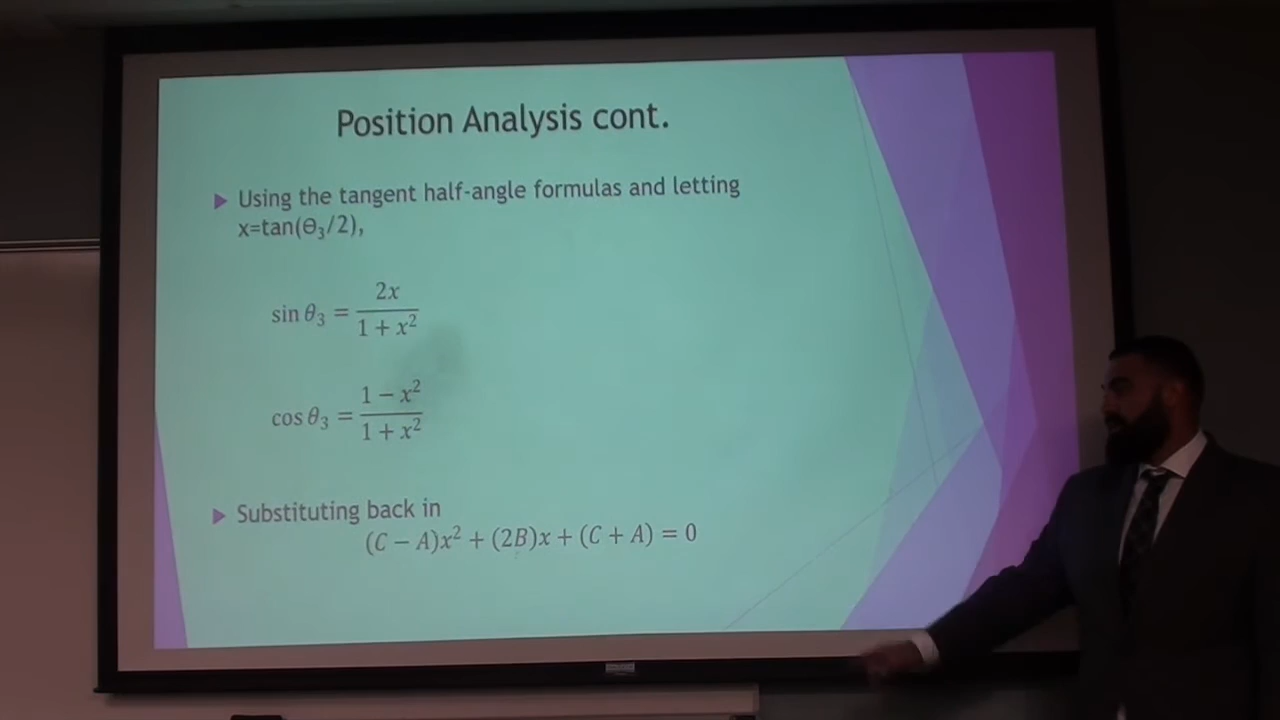 Position Analysis cont.
Using the tangent half-angle formulas and letting
x=tan(Θ₃/2),
sin θ₃ = 2x / (1 + x²)
cos θ₃ = (1 − x²) / (1 + x²)
Substituting back in
(C − A)x² + (2B)x + (C + A) = 0